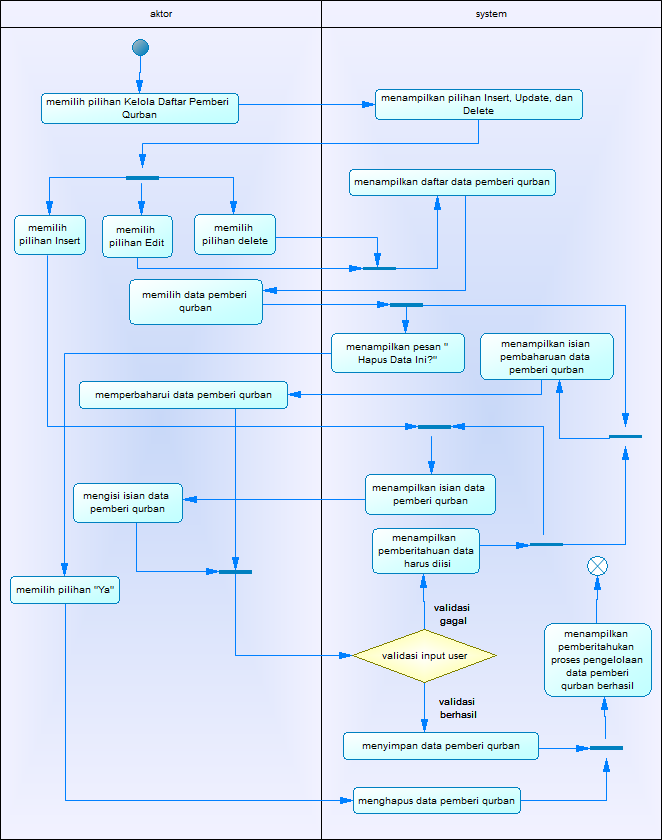 aktor
system
memilih pilihan Kelola Daftar Pemberi
Qurban
menampilkan pilihan Insert, Update, dan
Delete
menampilkan daftar data pemberi qurban
memilih
pilihan Insert
memilih
pilihan Edit
memilih
pilihan delete
memilih data pemberi
qurban
menampilkan pesan "
Hapus Data Ini?"
menampilkan isian
pembaharuan data
pemberi qurban
memperbaharui data pemberi qurban
menampilkan isian data
pemberi qurban
mengisi isian data
pemberi qurban
menampilkan
pemberitahuan data
harus diisi
memilih pilihan "Ya"
validasi
gagal
validasi input user
menampilkan
pemberitahukan
proses pengelolaan
data pemberi
qurban berhasil
validasi
berhasil
menyimpan data pemberi qurban
menghapus data pemberi qurban